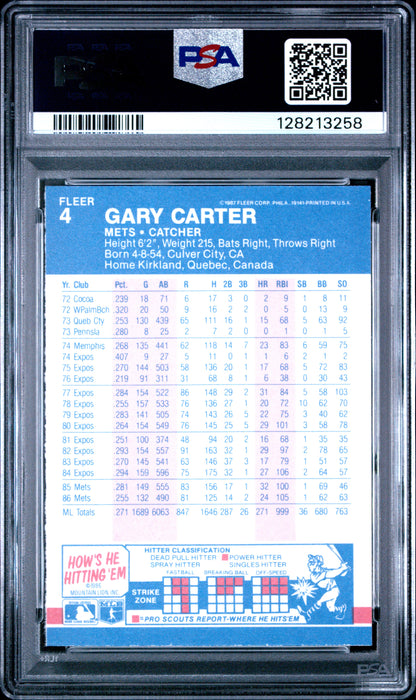 PSA
128213258
FLEER
4
©1987 FLEER CORP., PHILA., 19141-PRINTED IN U.S.A.
GARY CARTER
METS • CATCHER
Height 6'2", Weight 215, Bats Right, Throws Right
Born 4-8-54, Culver City, CA
Home Kirkland, Quebec, Canada
Yr. Club Pct. G AB R H 2B 3B HR RBI SB BB SO
72 Cocoa .239 18 71 6 17 3 0 2 9 1 8 11
72 WPalmBch .320 20 50 9 16 2 0 0 5 0 13 9
73 Queb Cty .253 130 439 65 111 16 1 15 68 5 63 92
73 Pennsla .280 8 25 2 7 2 0 0 1 0 1 5
74 Memphis .268 135 441 62 118 14 7 23 83 6 59 75
74 Expos .407 9 27 5 11 0 1 1 6 2 1 2
75 Expos .270 144 503 58 136 20 1 17 68 5 72 83
76 Expos .219 91 311 31 68 8 1 6 38 0 30 43
77 Expos .284 154 522 86 148 29 2 31 84 5 58 103
78 Expos .255 157 533 76 136 27 1 20 72 10 62 70
79 Expos .283 141 505 74 143 26 5 22 75 3 40 62
80 Expos .264 154 549 76 145 25 5 29 101 3 58 78
81 Expos .251 100 374 48 94 20 2 16 68 1 35 35
82 Expos .293 154 557 91 163 32 1 29 97 2 78 65
83 Expos .270 145 541 63 146 37 3 17 79 1 51 57
84 Expos .294 159 596 75 175 32 1 27 106 2 64 57
85 Mets .281 149 555 83 156 17 1 32 100 1 69 46
86 Mets .255 132 490 81 125 14 2 24 105 1 62 63
ML Totals .271 1689 6063 847 1646 287 26 271 999 36 680 763
HOW'S HE
HITTING 'EM
©1986
MOUNTAIN LION, INC.
HITTER CLASSIFICATION
DEAD PULL HITTER POWER HITTER
SPRAY HITTER SINGLES HITTER
FASTBALL BREAKING BALL OFF-SPEED
STRIKE
ZONE
PRO SCOUTS REPORT-WHERE HE HITS'EM
PSA